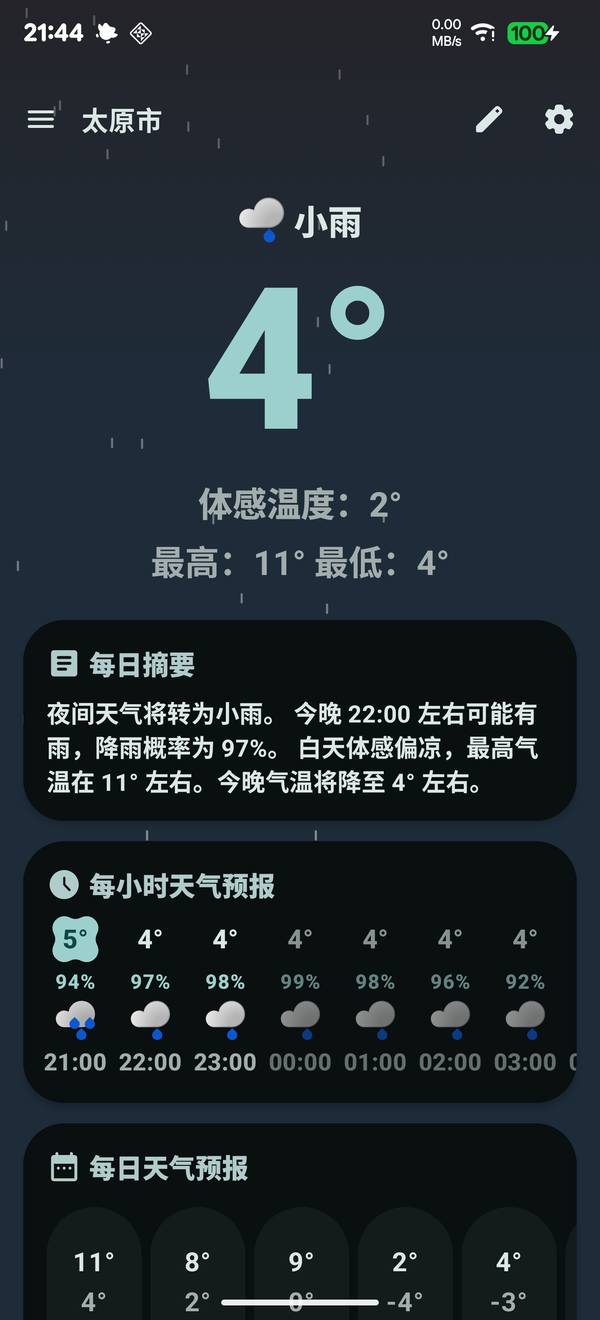 21:44
0.00
MB/s
100
太原市
小雨
4°
体感温度：2°
最高：11° 最低：4°
每日摘要
夜间天气将转为小雨。 今晚 22:00 左右可能有
雨，降雨概率为 97%。 白天体感偏凉，最高气
温在 11° 左右。今晚气温将降至 4° 左右。
每小时天气预报
5° 4° 4° 4° 4° 4° 4°
94% 97% 98% 99% 98% 96% 92%
21:00 22:00 23:00 00:00 01:00 02:00 03:00
每日天气预报
11° 8° 9° 2° 4°
4° 2° 0° -4° -3°